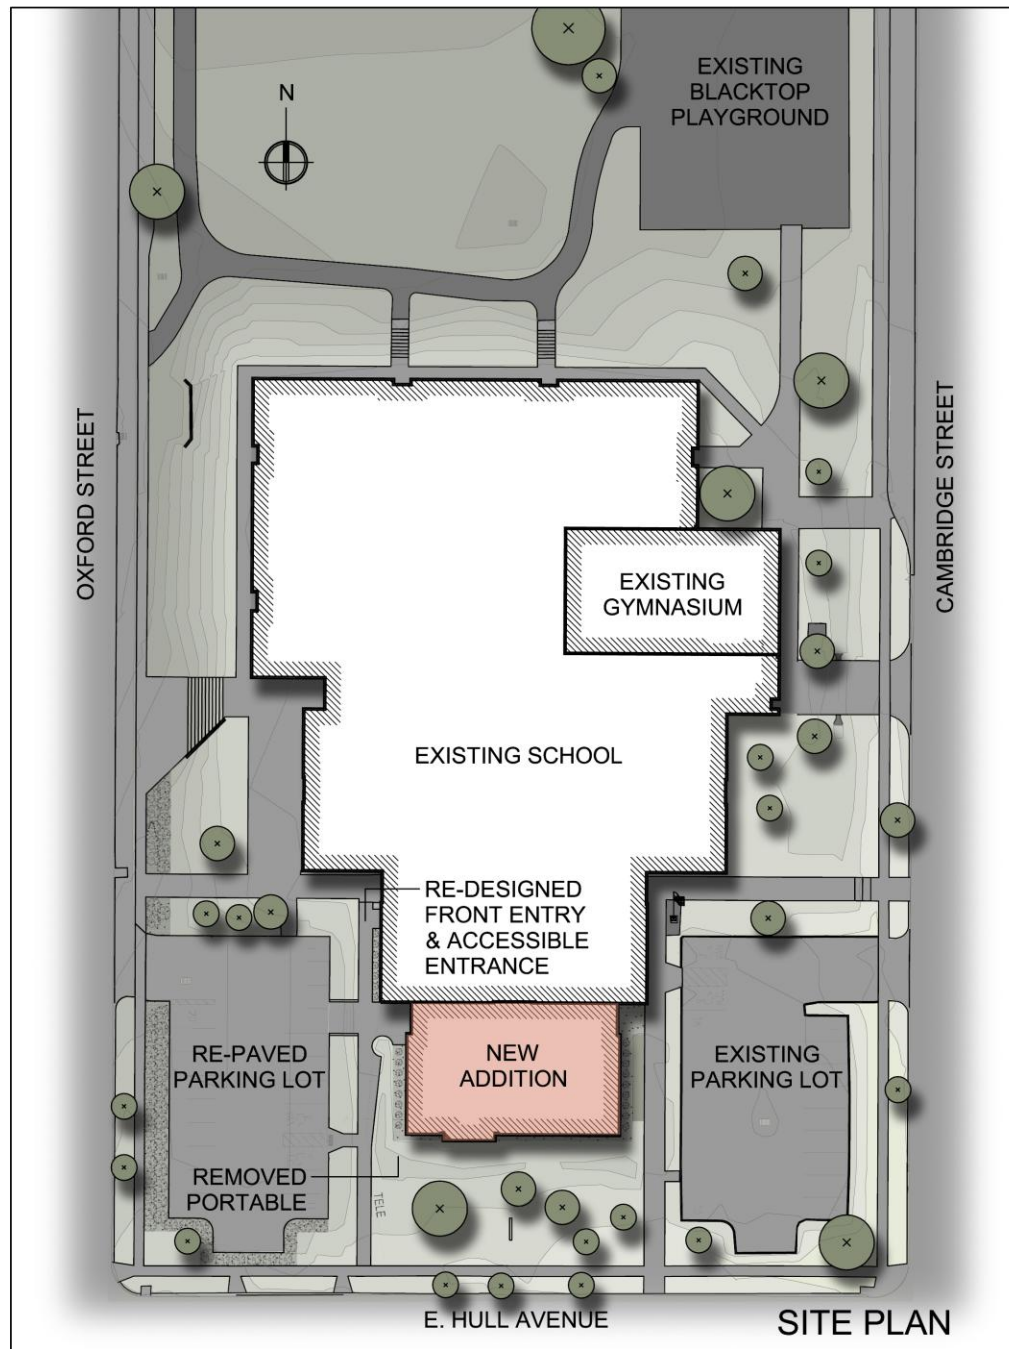 EXISTING
BLACKTOP
PLAYGROUND
N
OXFORD STREET
CAMBRIDGE STREET
EXISTING
GYMNASIUM
EXISTING SCHOOL
RE-DESIGNED
FRONT ENTRY
& ACCESSIBLE
ENTRANCE
RE-PAVED
PARKING LOT
NEW
ADDITION
EXISTING
PARKING LOT
REMOVED
PORTABLE
TELE
E. HULL AVENUE
SITE PLAN